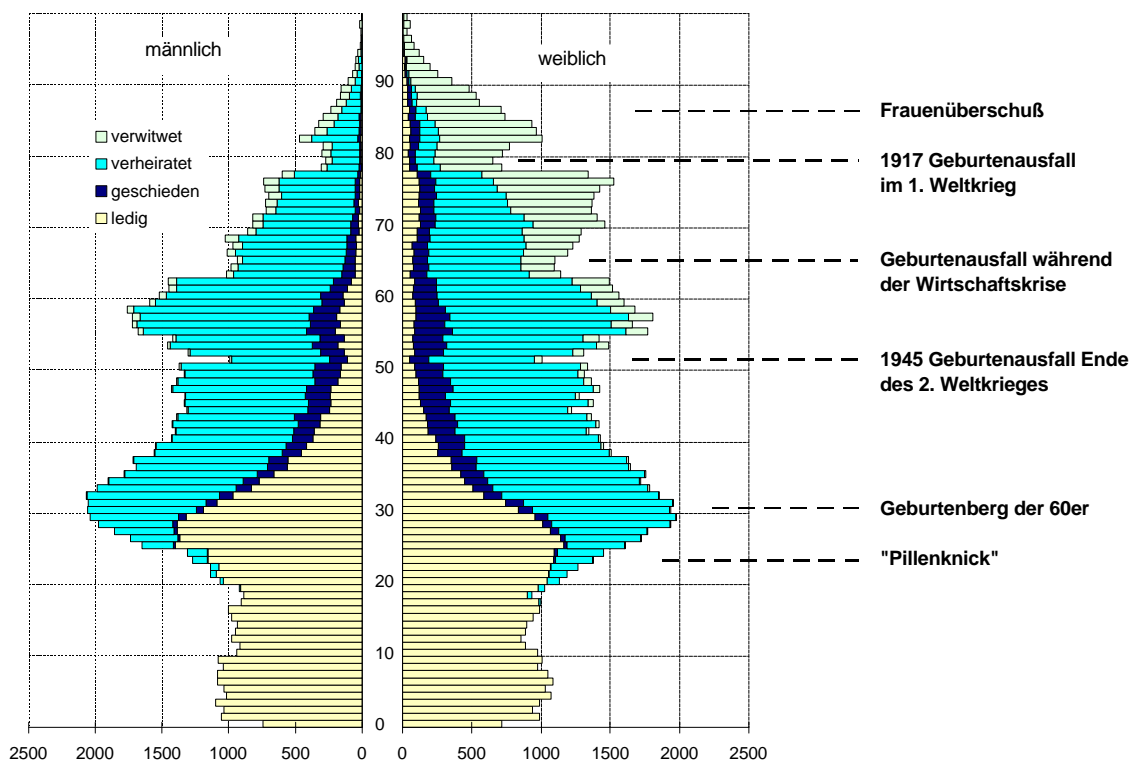 männlich
weiblich
verwitwet
verheiratet
geschieden
ledig
90
80
70
60
50
40
30
20
10
0
Frauenüberschuß
1917 Geburtenausfall
im 1. Weltkrieg
Geburtenausfall während
der Wirtschaftskrise
1945 Geburtenausfall Ende
des 2. Weltkrieges
Geburtenberg der 60er
"Pillenknick"
2500 2000 1500 1000 500 0 0 500 1000 1500 2000 2500